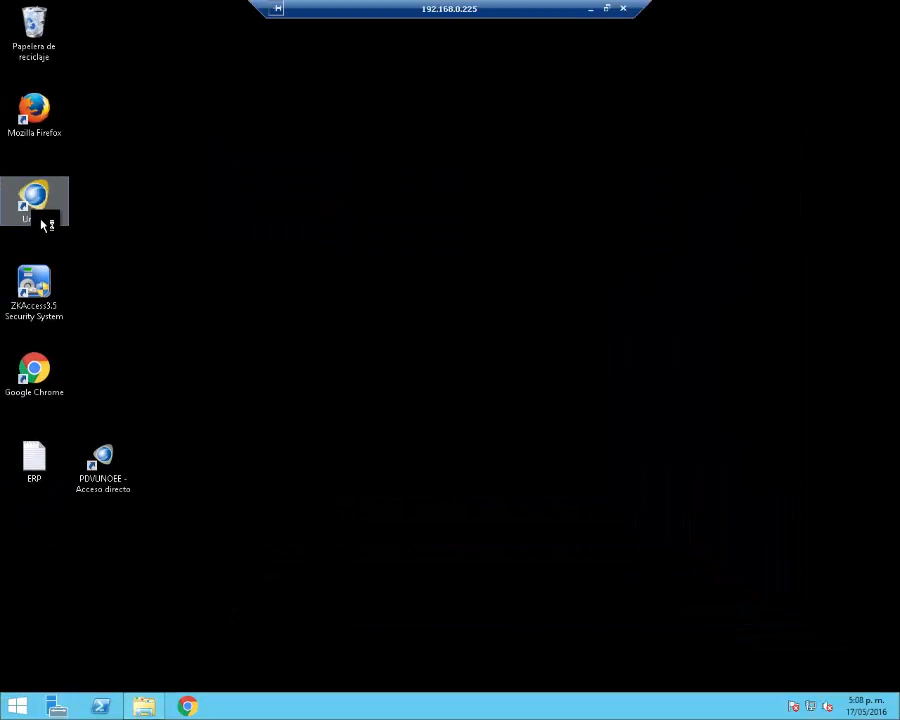 192.168.0.225
Papelera de
reciclaje
Mozilla Firefox
ZKAccess3.5
Security System
Google Chrome
ERP
PDVUNOEE -
Acceso directo
5:08 p. m.
17/05/2016